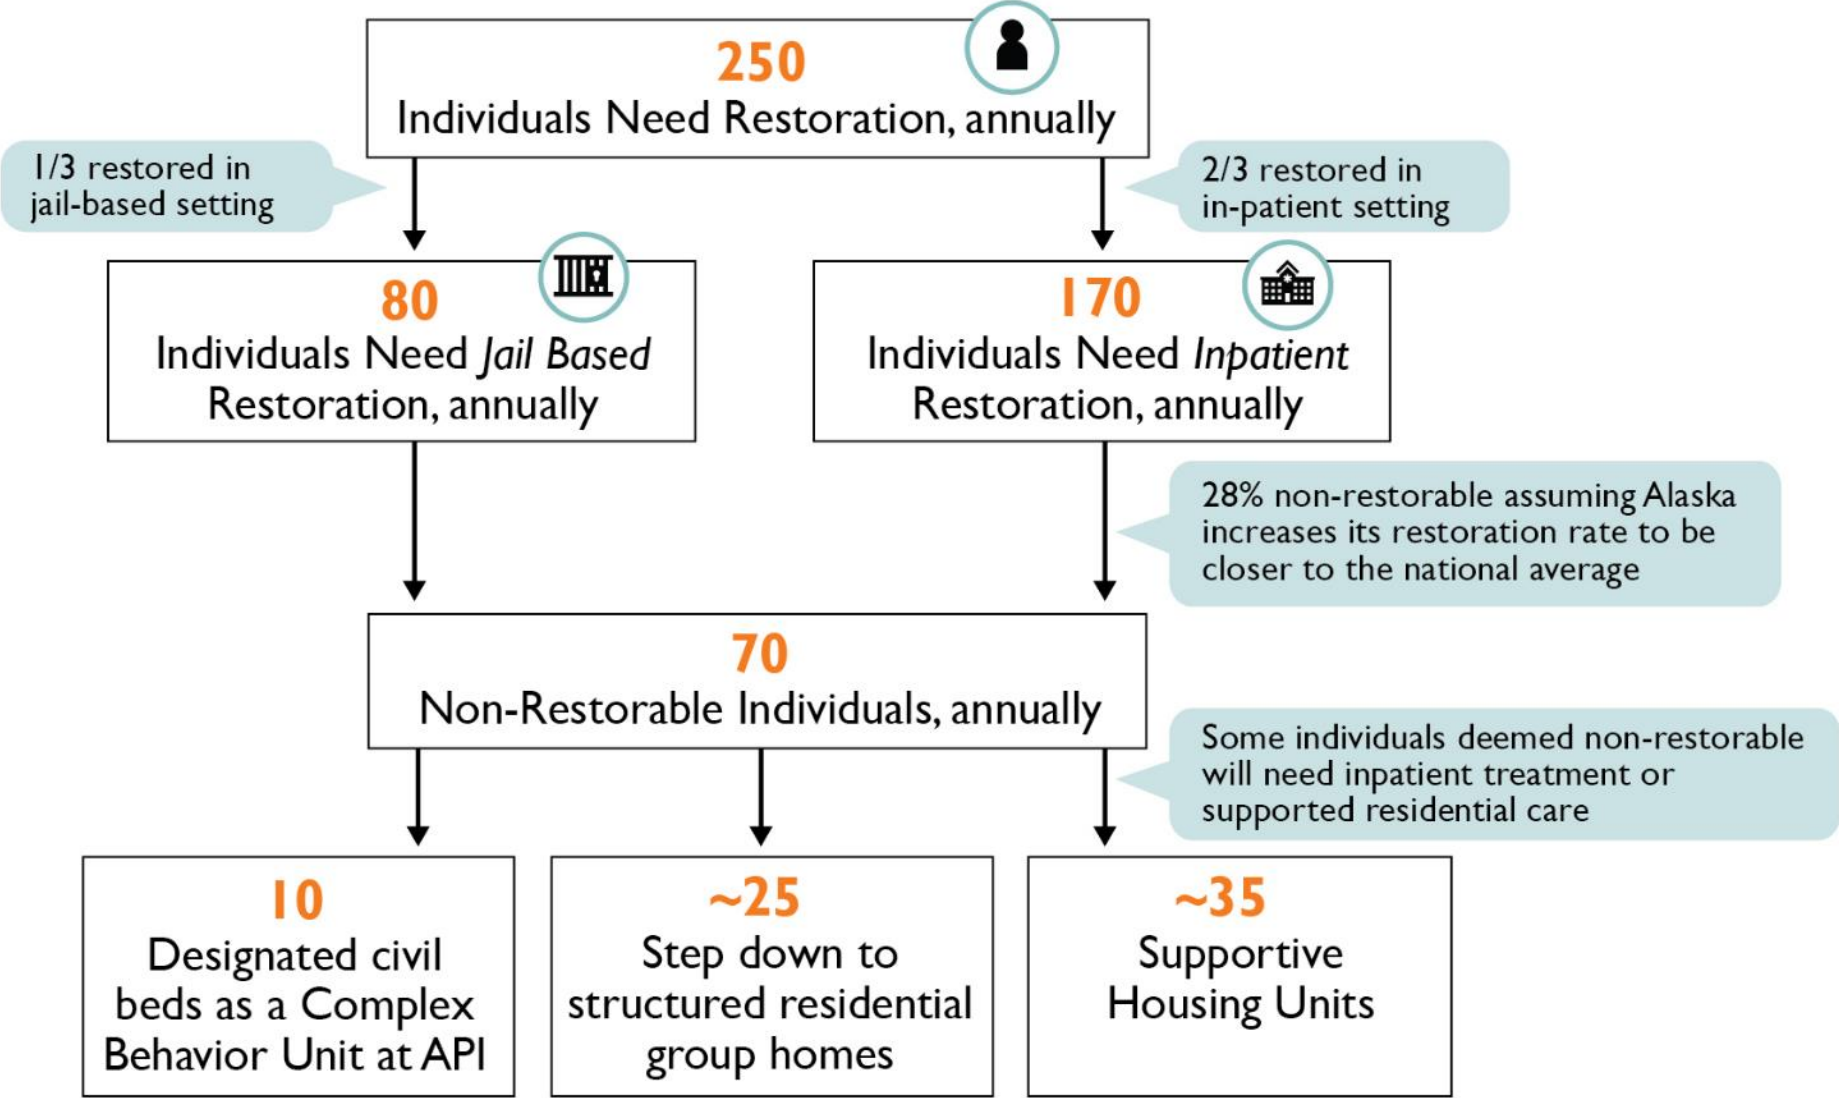 250
Individuals Need Restoration, annually
1/3 restored in
jail-based setting
2/3 restored in
in-patient setting
80
Individuals Need Jail Based
Restoration, annually
170
Individuals Need Inpatient
Restoration, annually
28% non-restorable assuming Alaska
increases its restoration rate to be
closer to the national average
70
Non-Restorable Individuals, annually
Some individuals deemed non-restorable
will need inpatient treatment or
supported residential care
10
Designated civil
beds as a Complex
Behavior Unit at API
~25
Step down to
structured residential
group homes
~35
Supportive
Housing Units